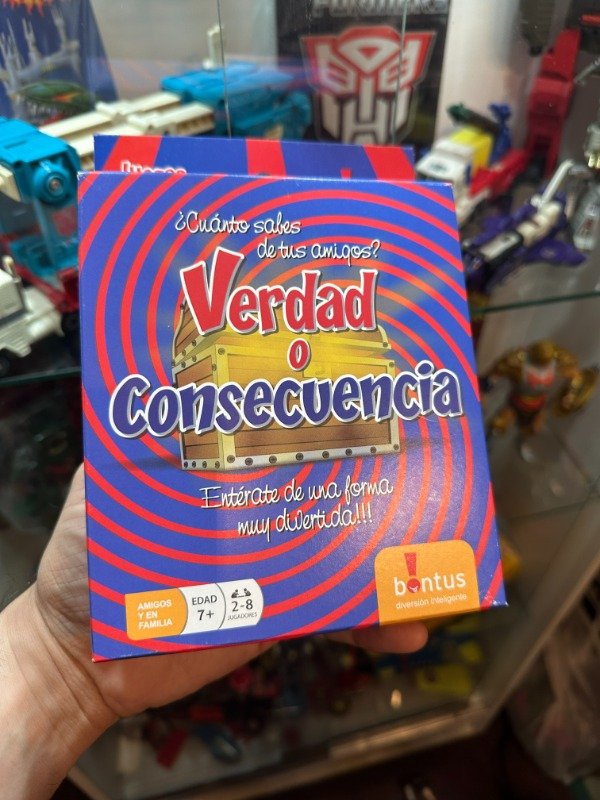 Juegos
¿Cuánto sabes
de tus amigos?
Verdad
o
Consecuencia
Entérate de una forma
muy divertida!!!
AMIGOS
Y EN
FAMILIA
EDAD
7+
2-8
JUGADORES
bontus
diversión inteligente